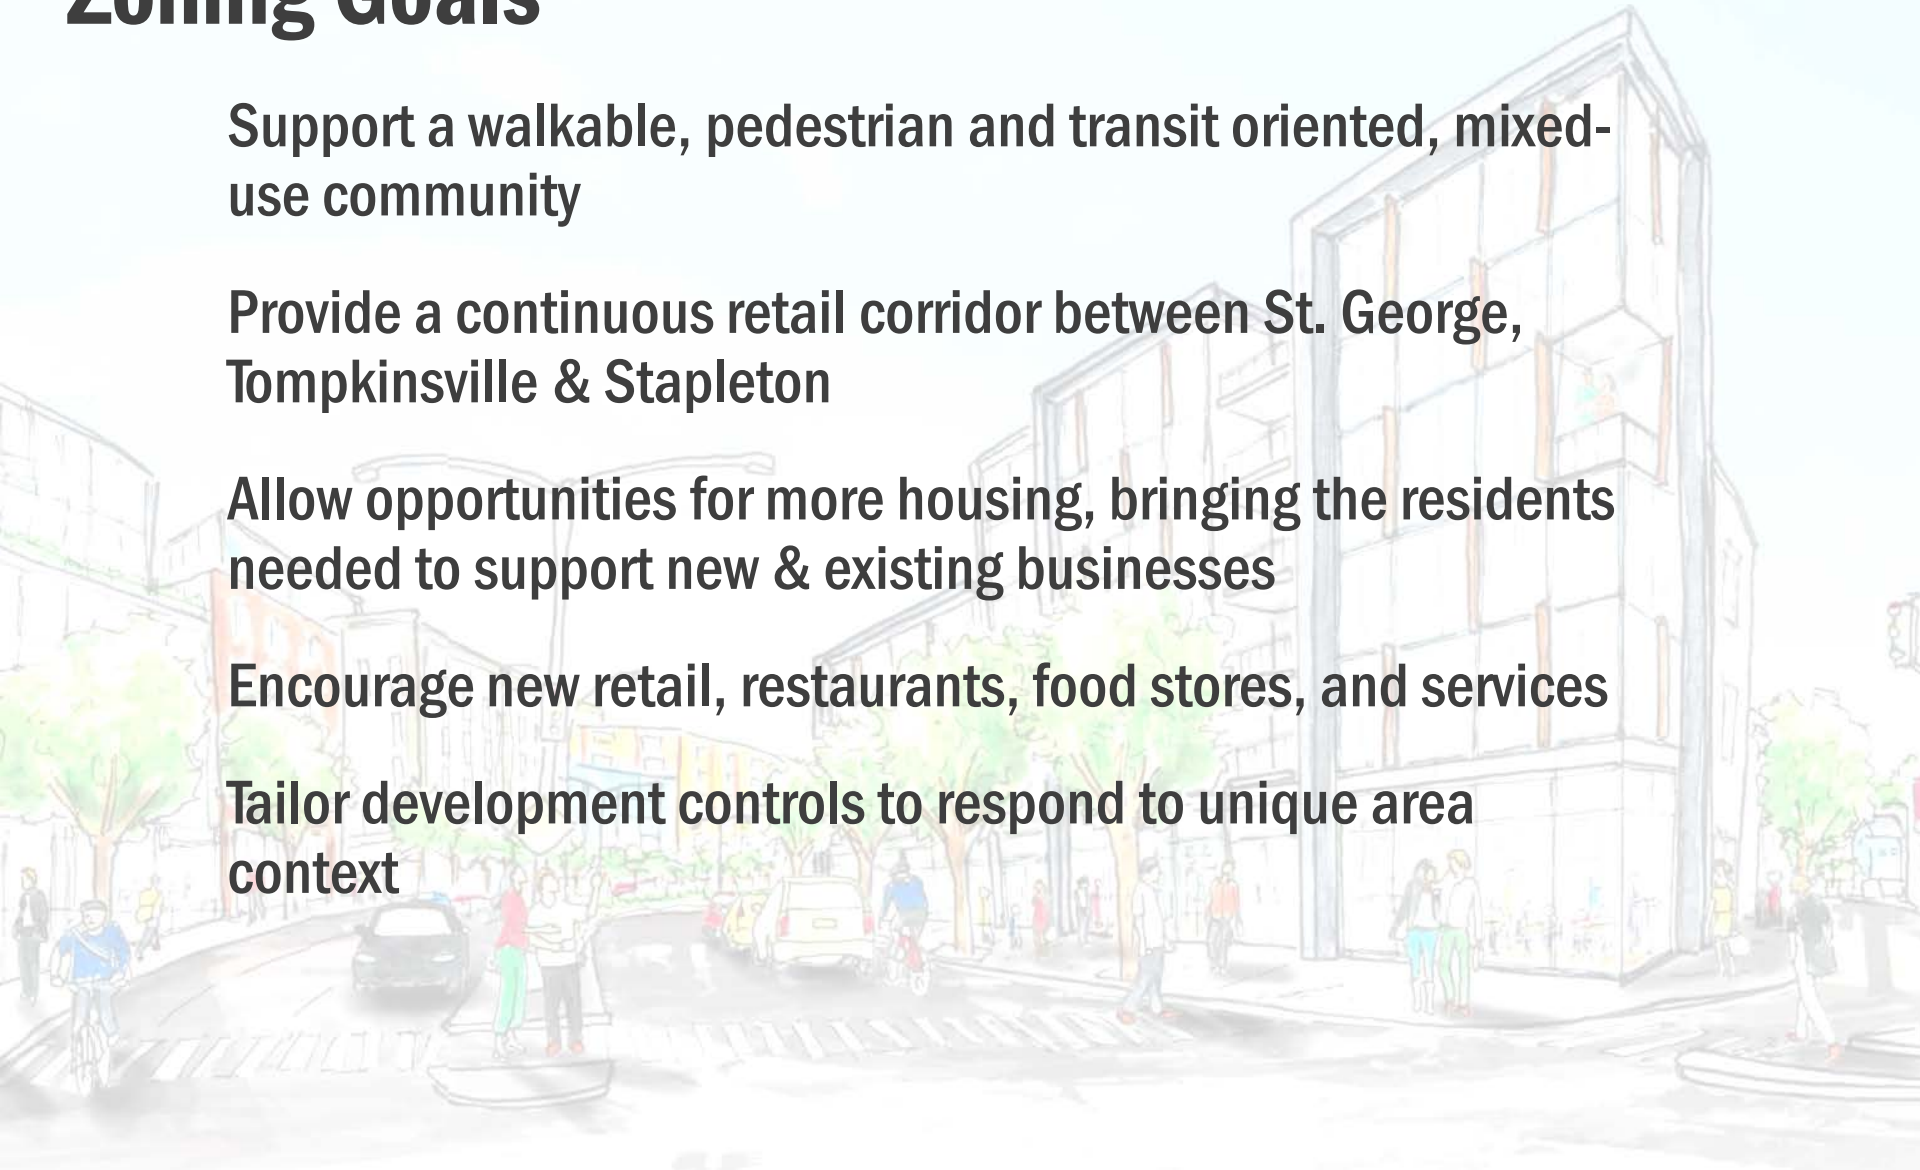 Zoning Goals
Support a walkable, pedestrian and transit oriented, mixed-
use community
Provide a continuous retail corridor between St. George,
Tompkinsville & Stapleton
Allow opportunities for more housing, bringing the residents
needed to support new & existing businesses
Encourage new retail, restaurants, food stores, and services
Tailor development controls to respond to unique area
context